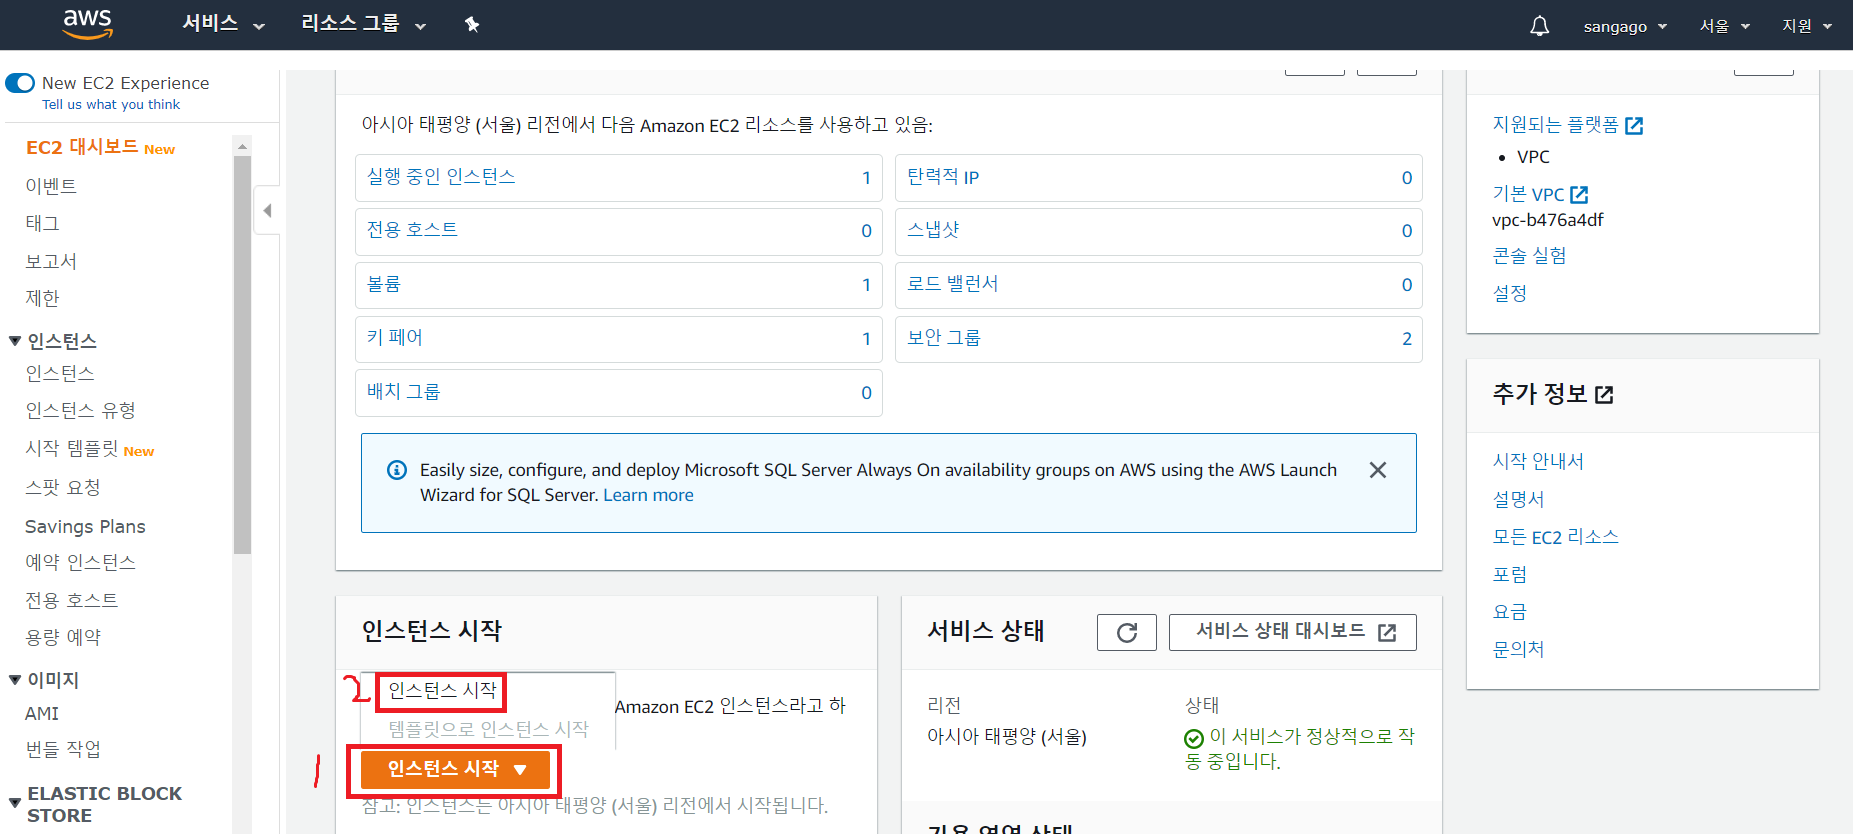 aws
서비스
리소스 그룹
sangago
서울
지원
New EC2 Experience
Tell us what you think
EC2 대시보드 New
이벤트
태그
보고서
제한
인스턴스
인스턴스
인스턴스 유형
시작 템플릿 New
스팟 요청
Savings Plans
예약 인스턴스
전용 호스트
용량 예약
이미지
AMI
번들 작업
ELASTIC BLOCK
STORE
아시아 태평양 (서울) 리전에서 다음 Amazon EC2 리소스를 사용하고 있음:
실행 중인 인스턴스 1
탄력적 IP 0
전용 호스트 0
스냅샷 0
볼륨 1
로드 밸런서 0
키 페어 1
보안 그룹 2
배치 그룹 0
Easily size, configure, and deploy Microsoft SQL Server Always On availability groups on AWS using the AWS Launch
Wizard for SQL Server. Learn more
인스턴스 시작
2
인스턴스 시작
Amazon EC2 인스턴스라고 하
템플릿으로 인스턴스 시작
1
인스턴스 시작
참고: 인스턴스는 아시아 태평양 (서울) 리전에서 시작됩니다.
서비스 상태
서비스 상태 대시보드
리전
아시아 태평양 (서울)
상태
이 서비스가 정상적으로 작
동 중입니다.
지원되는 플랫폼
• VPC
기본 VPC
vpc-b476a4df
콘솔 실험
설정
추가 정보
시작 안내서
설명서
모든 EC2 리소스
포럼
요금
문의처